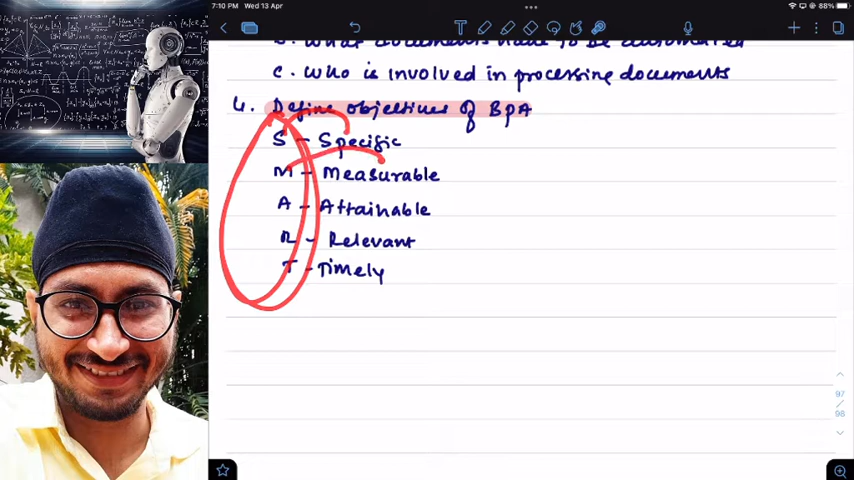 7:10 PM Wed 13 Apr
88%
T
c. Who is involved in processing documents
4. Define objectives of BPA
S - Specific
M - Measurable
A - Attainable
R - Relevant
T - Timely
97
/
98